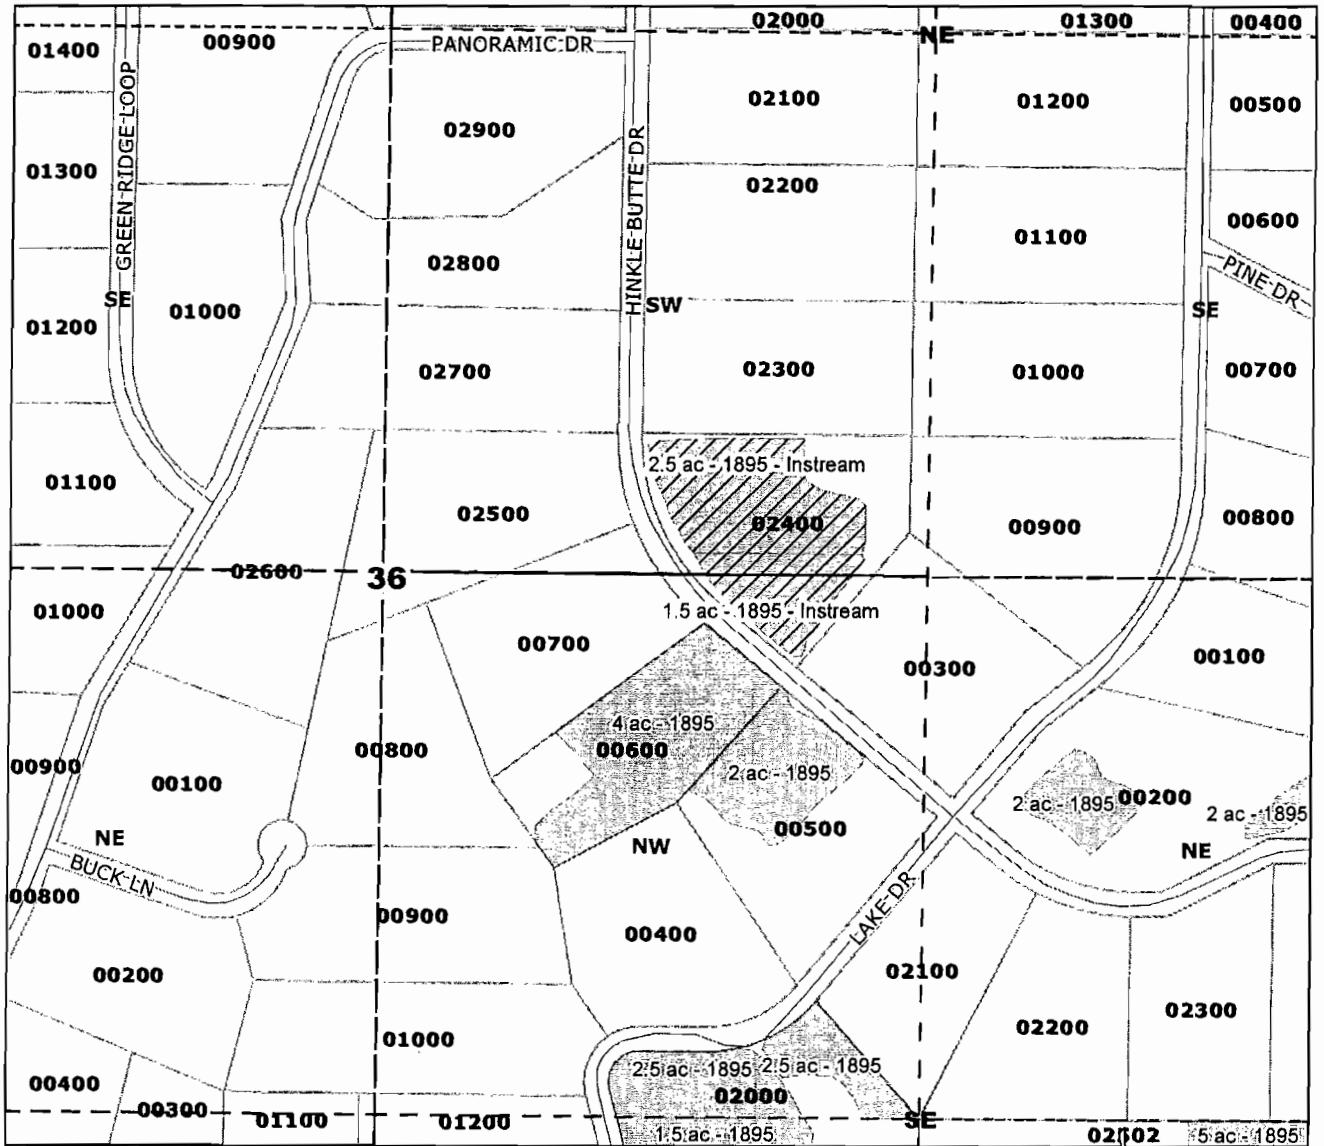 02000
01300
00400
01400
00900
PANORAMIC DR
NE
GREEN RIDGE LOOP
02900
HINKLE BUTTE DR
02100
01200
00500
01300
02200
00600
01100
02800
PINE DR
SE
01000
SW
SE
01200
02700
02300
01000
00700
01100
02500
2.5 ac - 1895 - Instream
02400
00900
00800
02600
36
01000
1.5 ac - 1895 - Instream
00700
00300
00100
00900
00100
00800
4 ac - 1895
00600
2 ac - 1895
00500
2 ac - 1895
00200
2 ac - 1895
NE
BUCK LN
NW
NE
00800
00900
00400
LAKE DR
00200
02100
02200
02300
01000
00400
2.5 ac - 1895
2.5 ac - 1895
02000
00300
01100
01200
1.5 ac - 1895
SE
02102
5 ac - 1895